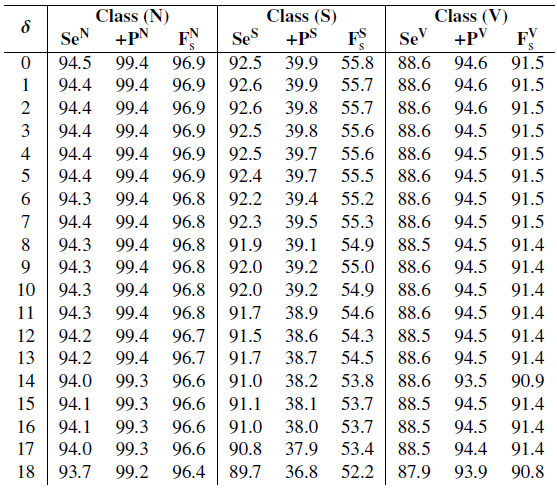 δ Class (N) Class (S) Class (V)
Se^N +P^N F_s^N Se^S +P^S F_s^S Se^V +P^V F_s^V
0 94.5 99.4 96.9 92.5 39.9 55.8 88.6 94.6 91.5
1 94.4 99.4 96.9 92.6 39.9 55.7 88.6 94.6 91.5
2 94.4 99.4 96.9 92.6 39.8 55.7 88.6 94.6 91.5
3 94.4 99.4 96.9 92.5 39.8 55.6 88.6 94.5 91.5
4 94.4 99.4 96.9 92.5 39.7 55.6 88.6 94.5 91.5
5 94.4 99.4 96.9 92.4 39.7 55.5 88.6 94.5 91.5
6 94.3 99.4 96.8 92.2 39.4 55.2 88.6 94.5 91.5
7 94.4 99.4 96.8 92.3 39.5 55.3 88.6 94.5 91.5
8 94.3 99.4 96.8 91.9 39.1 54.9 88.5 94.5 91.4
9 94.3 99.4 96.8 92.0 39.2 55.0 88.6 94.5 91.4
10 94.3 99.4 96.8 92.0 39.2 54.9 88.6 94.5 91.4
11 94.3 99.4 96.8 91.7 38.9 54.6 88.6 94.5 91.4
12 94.2 99.4 96.7 91.5 38.6 54.3 88.5 94.5 91.4
13 94.2 99.4 96.7 91.7 38.7 54.5 88.6 94.5 91.4
14 94.0 99.3 96.6 91.0 38.2 53.8 88.6 93.5 90.9
15 94.1 99.3 96.6 91.1 38.1 53.7 88.5 94.5 91.4
16 94.1 99.3 96.6 91.0 38.0 53.7 88.5 94.5 91.4
17 94.0 99.3 96.6 90.8 37.9 53.4 88.5 94.4 91.4
18 93.7 99.2 96.4 89.7 36.8 52.2 87.9 93.9 90.8